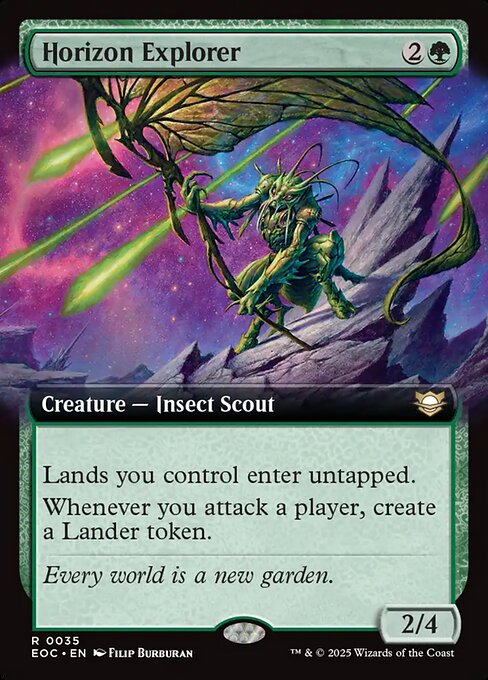 Horizon Explorer 2
Creature — Insect Scout
Lands you control enter untapped.
Whenever you attack a player, create
a Lander token.
Every world is a new garden.
2/4
R 0035
EOC • EN Filip Burburan
™ & © 2025 Wizards of the Coast